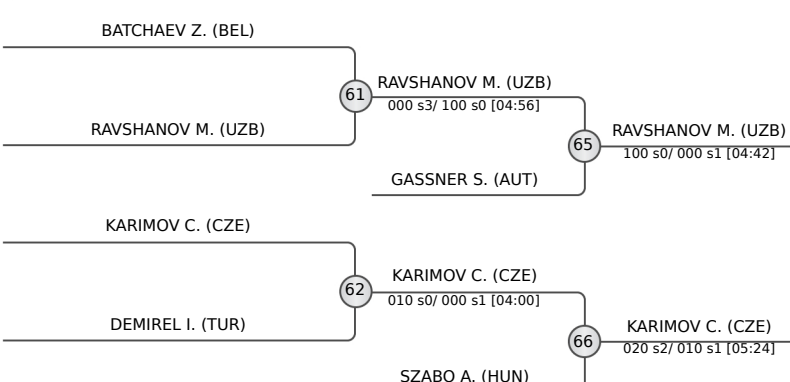 BATCHAEV Z. (BEL)
61
RAVSHANOV M. (UZB)
000 s3/ 100 s0 [04:56]
RAVSHANOV M. (UZB)
65
RAVSHANOV M. (UZB)
100 s0/ 000 s1 [04:42]
GASSNER S. (AUT)
KARIMOV C. (CZE)
62
KARIMOV C. (CZE)
010 s0/ 000 s1 [04:00]
DEMIREL I. (TUR)
66
KARIMOV C. (CZE)
020 s2/ 010 s1 [05:24]
SZABO A. (HUN)